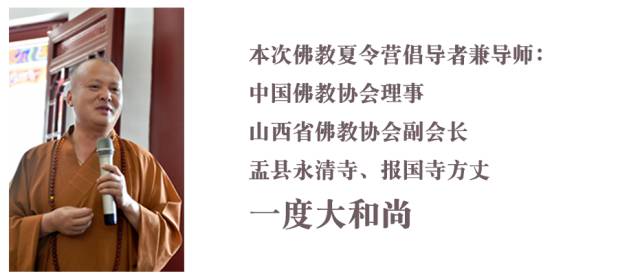 本次佛教夏令营倡导者兼导师：
中国佛教协会理事
山西省佛教协会副会长
盂县永清寺、报国寺方丈
一度大和尚